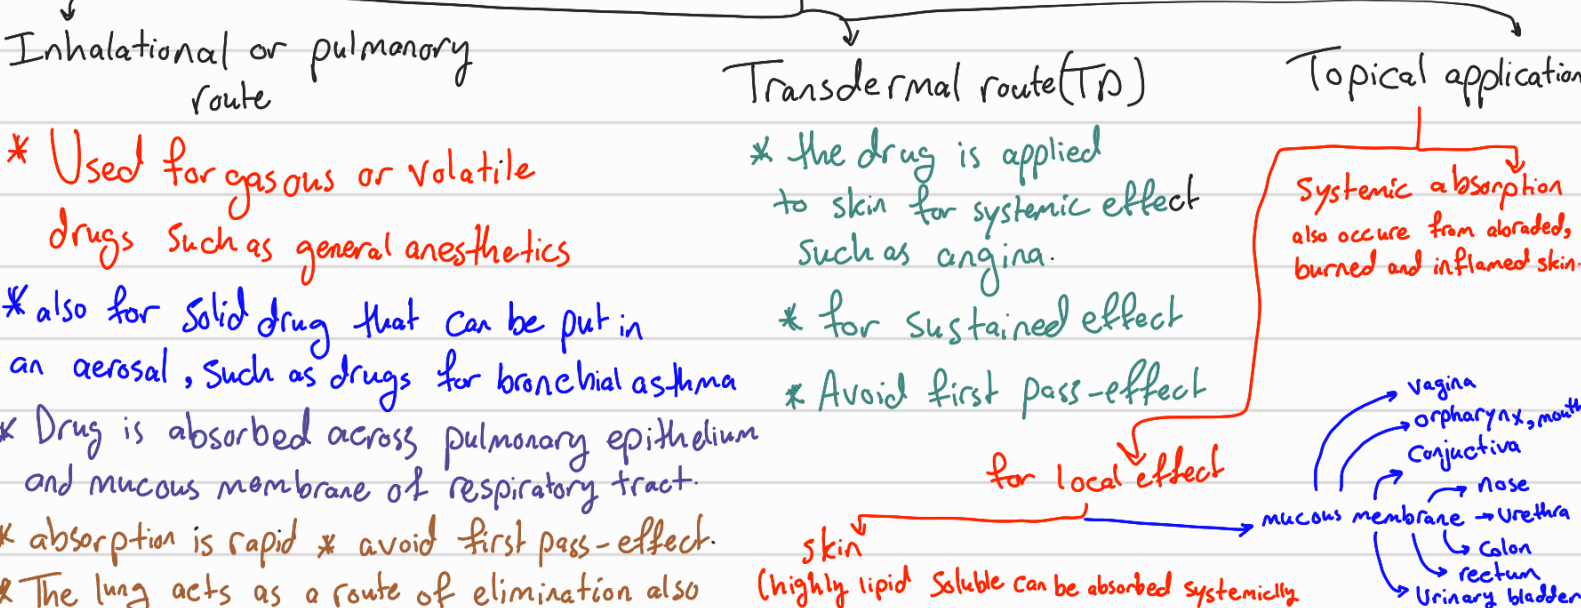 Inhalational or pulmonory
route
* Used for gasous or volatile
drugs such as general anesthetics
* also for solid drug that can be put in
an aerosal, such as drugs for bronchial asthma
* Drug is absorbed across pulmonary epithelium
and mucous membrane of respiratory tract.
* absorption is rapid * avoid first pass-effect.
* The lung acts as a route of elimination also
Transdermal route (TD)
* the drug is applied
to skin for systemic effect
such as angina.
* for sustained effect
* Avoid first pass-effect
Topical application
Systemic absorption
also occure from abraded,
burned and inflamed skin.
for local effect
skin
(highly lipid soluble can be absorbed systemiclly
mucous membrane
vagina
orpharynx, mouth
Conjuctiva
nose
urethra
Colon
rectum
Urinary bladder